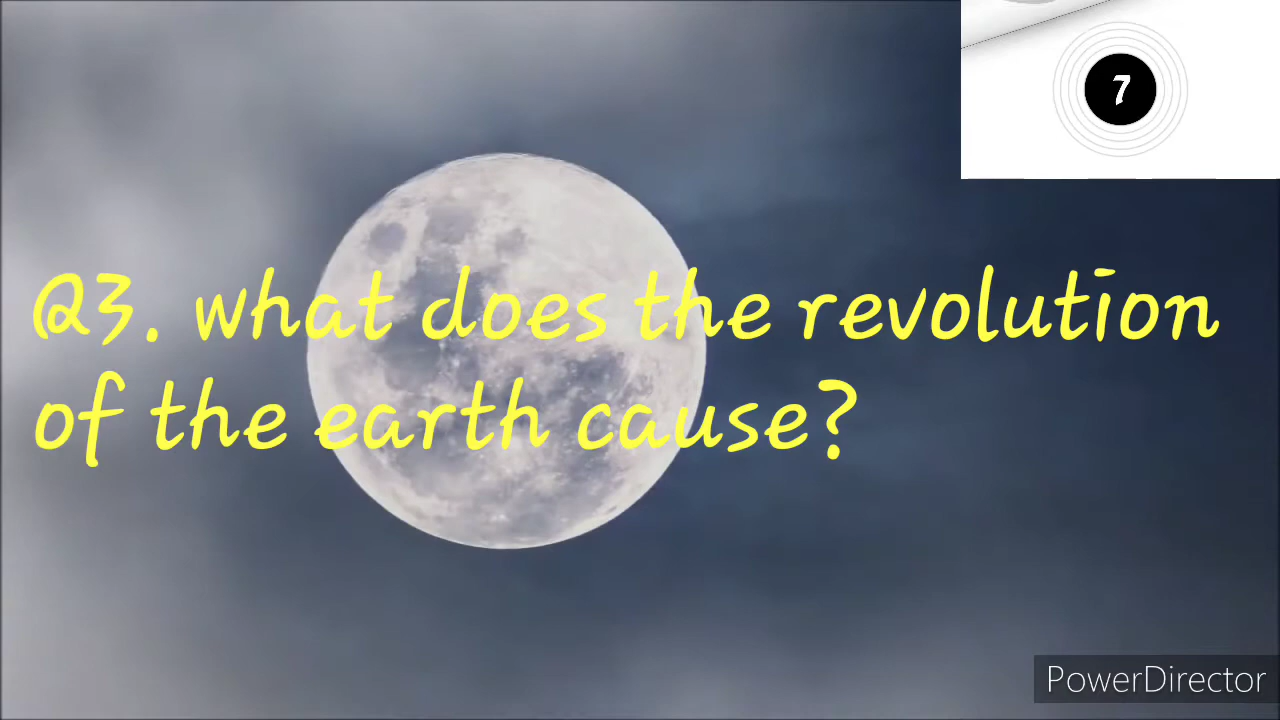 7
Q3. what does the revolution
of the earth cause?
PowerDirector